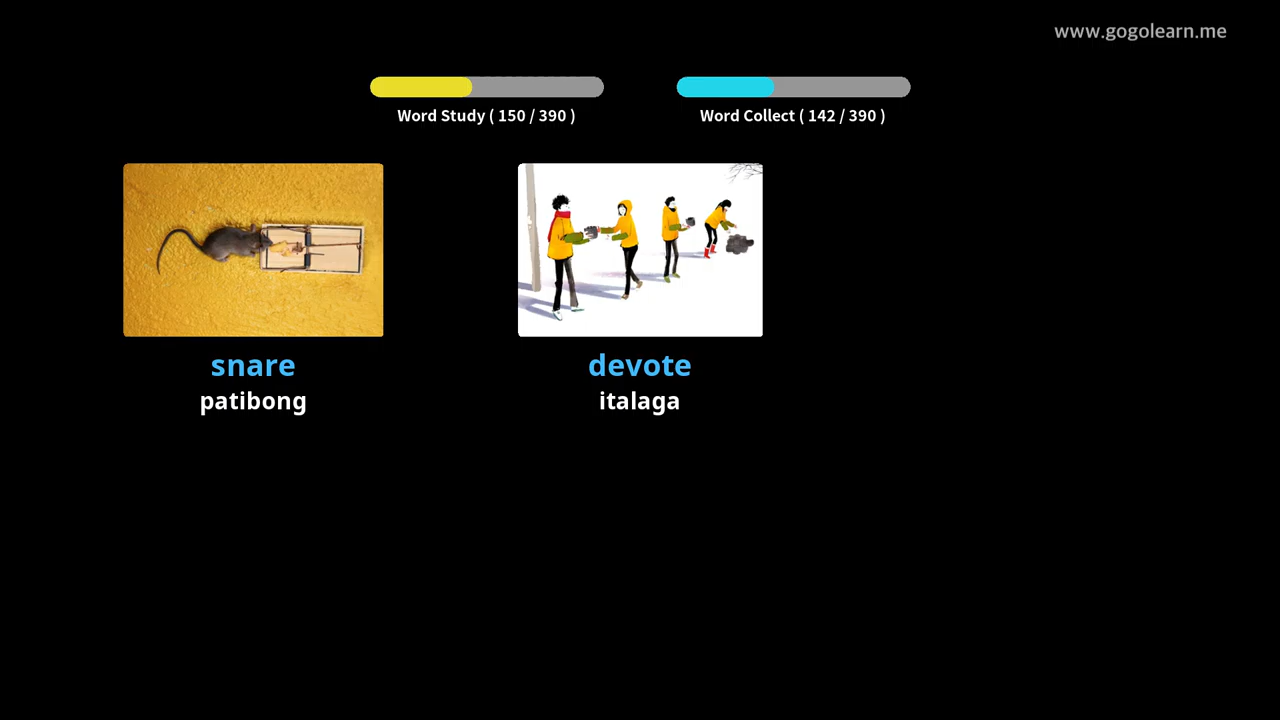 www.gogolearn.me
Word Study ( 150 / 390 )
Word Collect ( 142 / 390 )
snare
patibong
devote
italaga